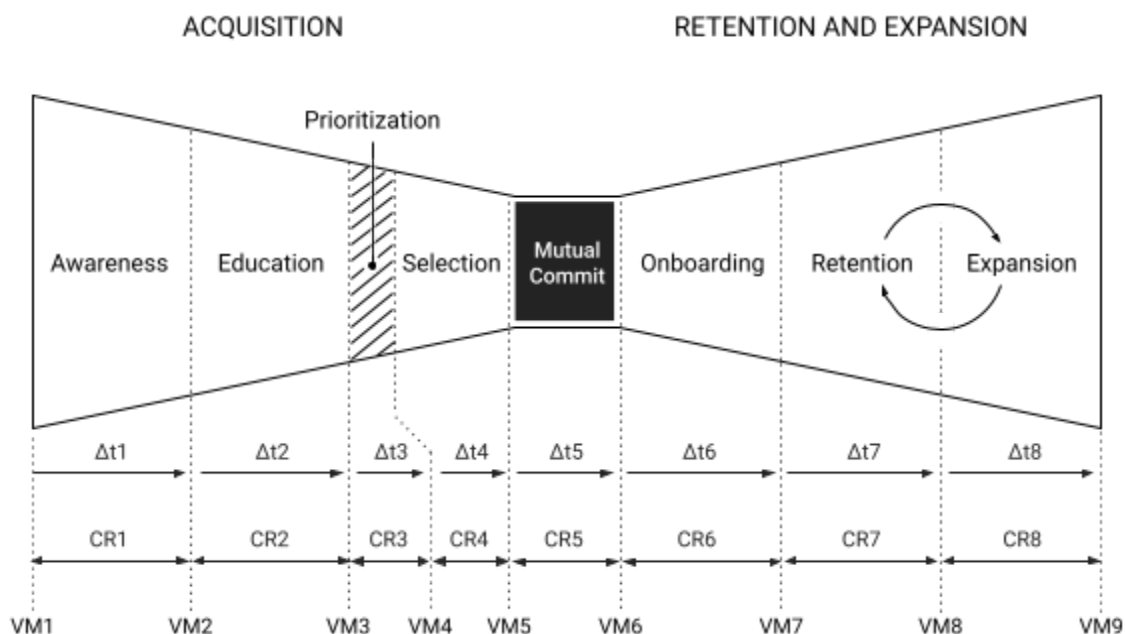 ACQUISITION
RETENTION AND EXPANSION
Prioritization
Awareness
Education
Selection
Mutual
Commit
Onboarding
Retention
Expansion
Δt1
Δt2
Δt3
Δt4
Δt5
Δt6
Δt7
Δt8
CR1
CR2
CR3
CR4
CR5
CR6
CR7
CR8
VM1
VM2
VM3
VM4
VM5
VM6
VM7
VM8
VM9